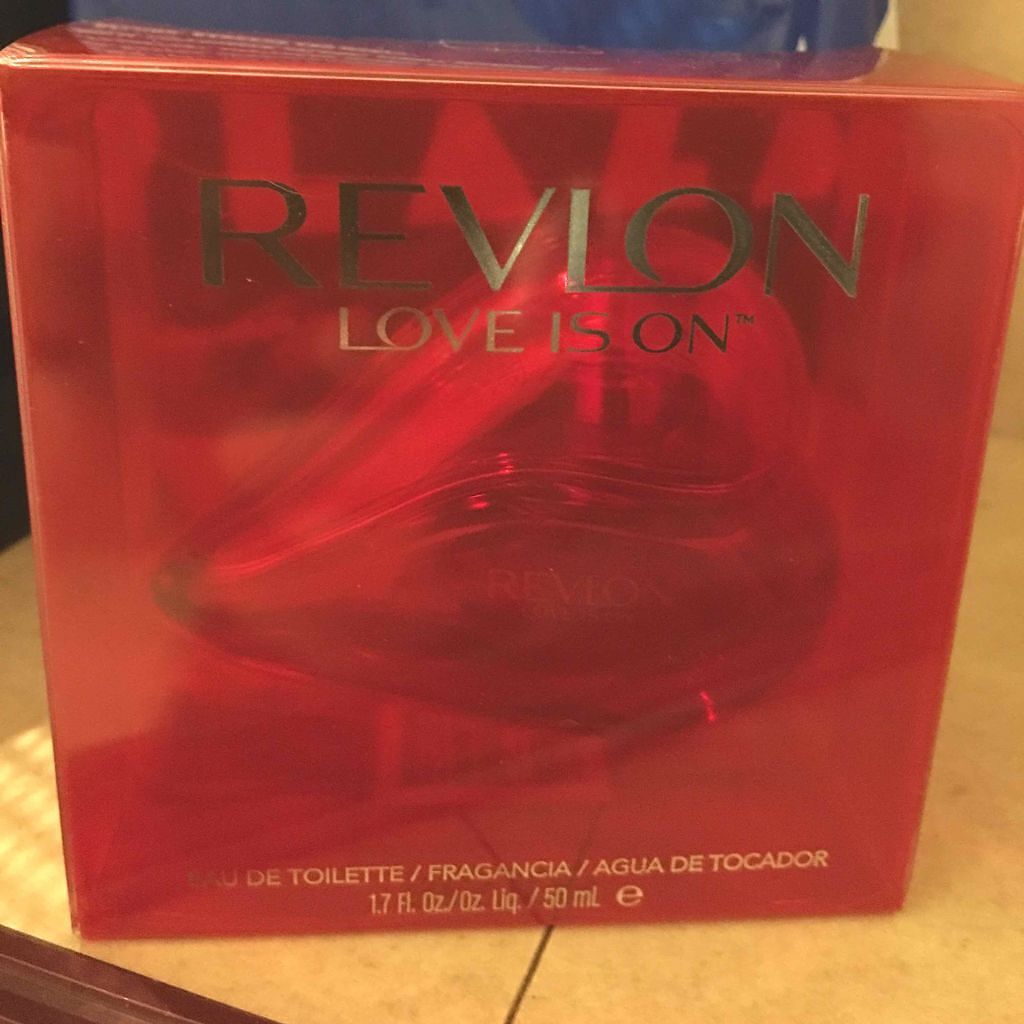 REVLON
LOVE IS ON™
REVLON
EAU DE TOILETTE / FRAGANCIA / AGUA DE TOCADOR
1.7 Fl. Oz./Oz. Liq. / 50 mL ℮